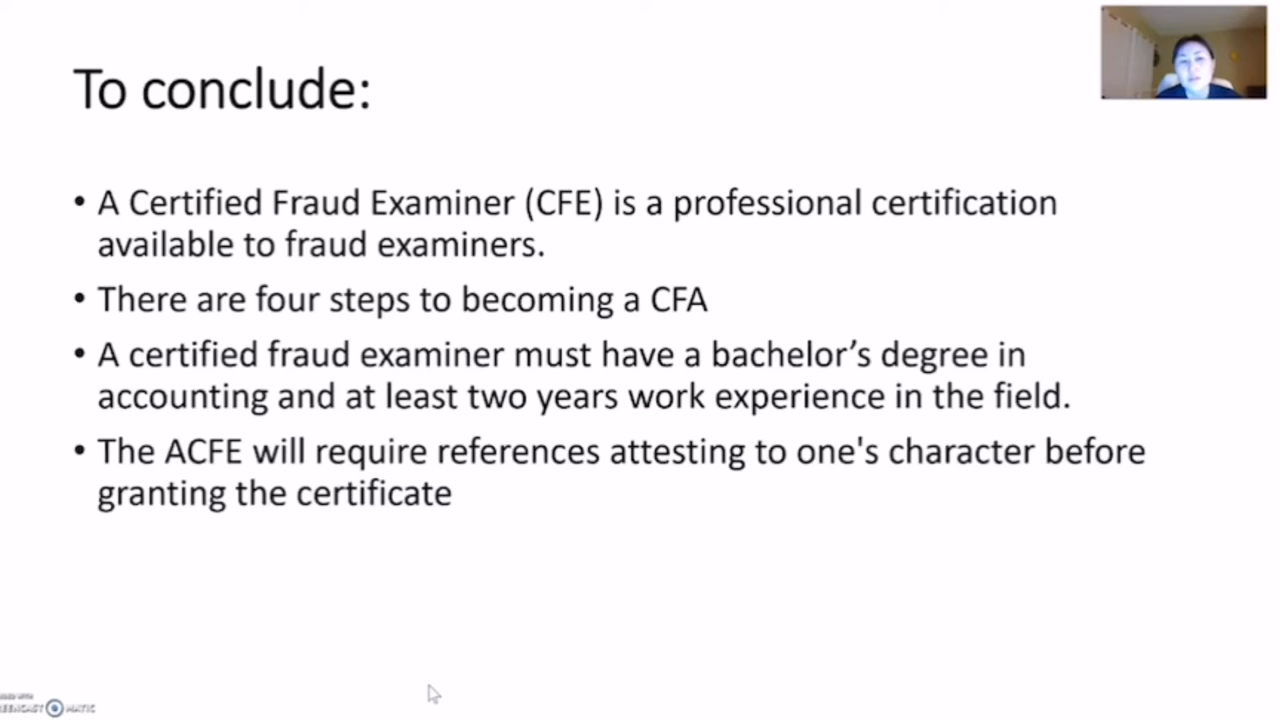 To conclude:
• A Certified Fraud Examiner (CFE) is a professional certification
available to fraud examiners.
• There are four steps to becoming a CFA
• A certified fraud examiner must have a bachelor’s degree in
accounting and at least two years work experience in the field.
• The ACFE will require references attesting to one's character before
granting the certificate